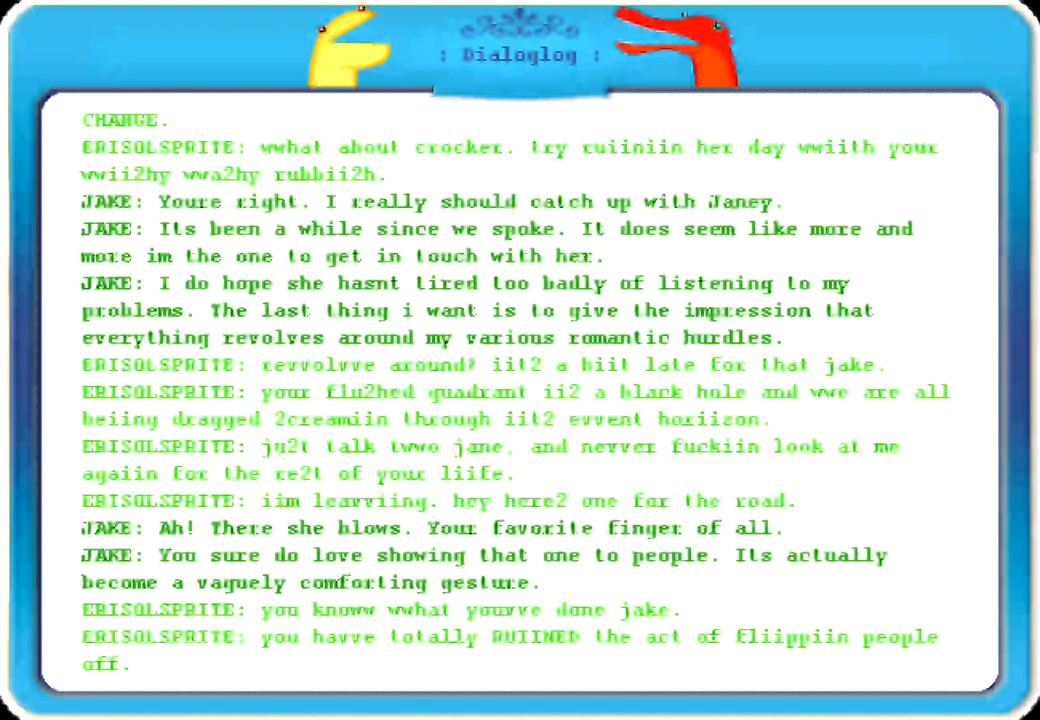 : Dialoglog :
CHANGE.
ERISOLSPRITE: wwhat about crocker. try ruiiniin her day wwiith your
wwii2hy wwa2hy rubbii2h.
JAKE: Youre right. I really should catch up with Janey.
JAKE: Its been a while since we spoke. It does seem like more and
more im the one to get in touch with her.
JAKE: I do hope she hasnt tired too badly of listening to my
problems. The last thing i want is to give the impression that
everything revolves around my various romantic hurdles.
ERISOLSPRITE: revvolvve around? iit2 a biit late for that jake.
ERISOLSPRITE: your flu2hed quadrant ii2 a black hole and wwe are all
beiing dragged 2creamiin through iit2 evvent horiizon.
ERISOLSPRITE: ju2t talk twwo jane, and nevver fuckiin look at me
agaiin for the re2t of your liife.
ERISOLSPRITE: iim leavviing. hey here2 one for the road.
JAKE: Ah! There she blows. Your favorite finger of all.
JAKE: You sure do love showing that one to people. Its actually
become a vaguely comforting gesture.
ERISOLSPRITE: you knoww wwhat youvve done jake.
ERISOLSPRITE: you havve totally RUIINED the act of fliippiin people
off.